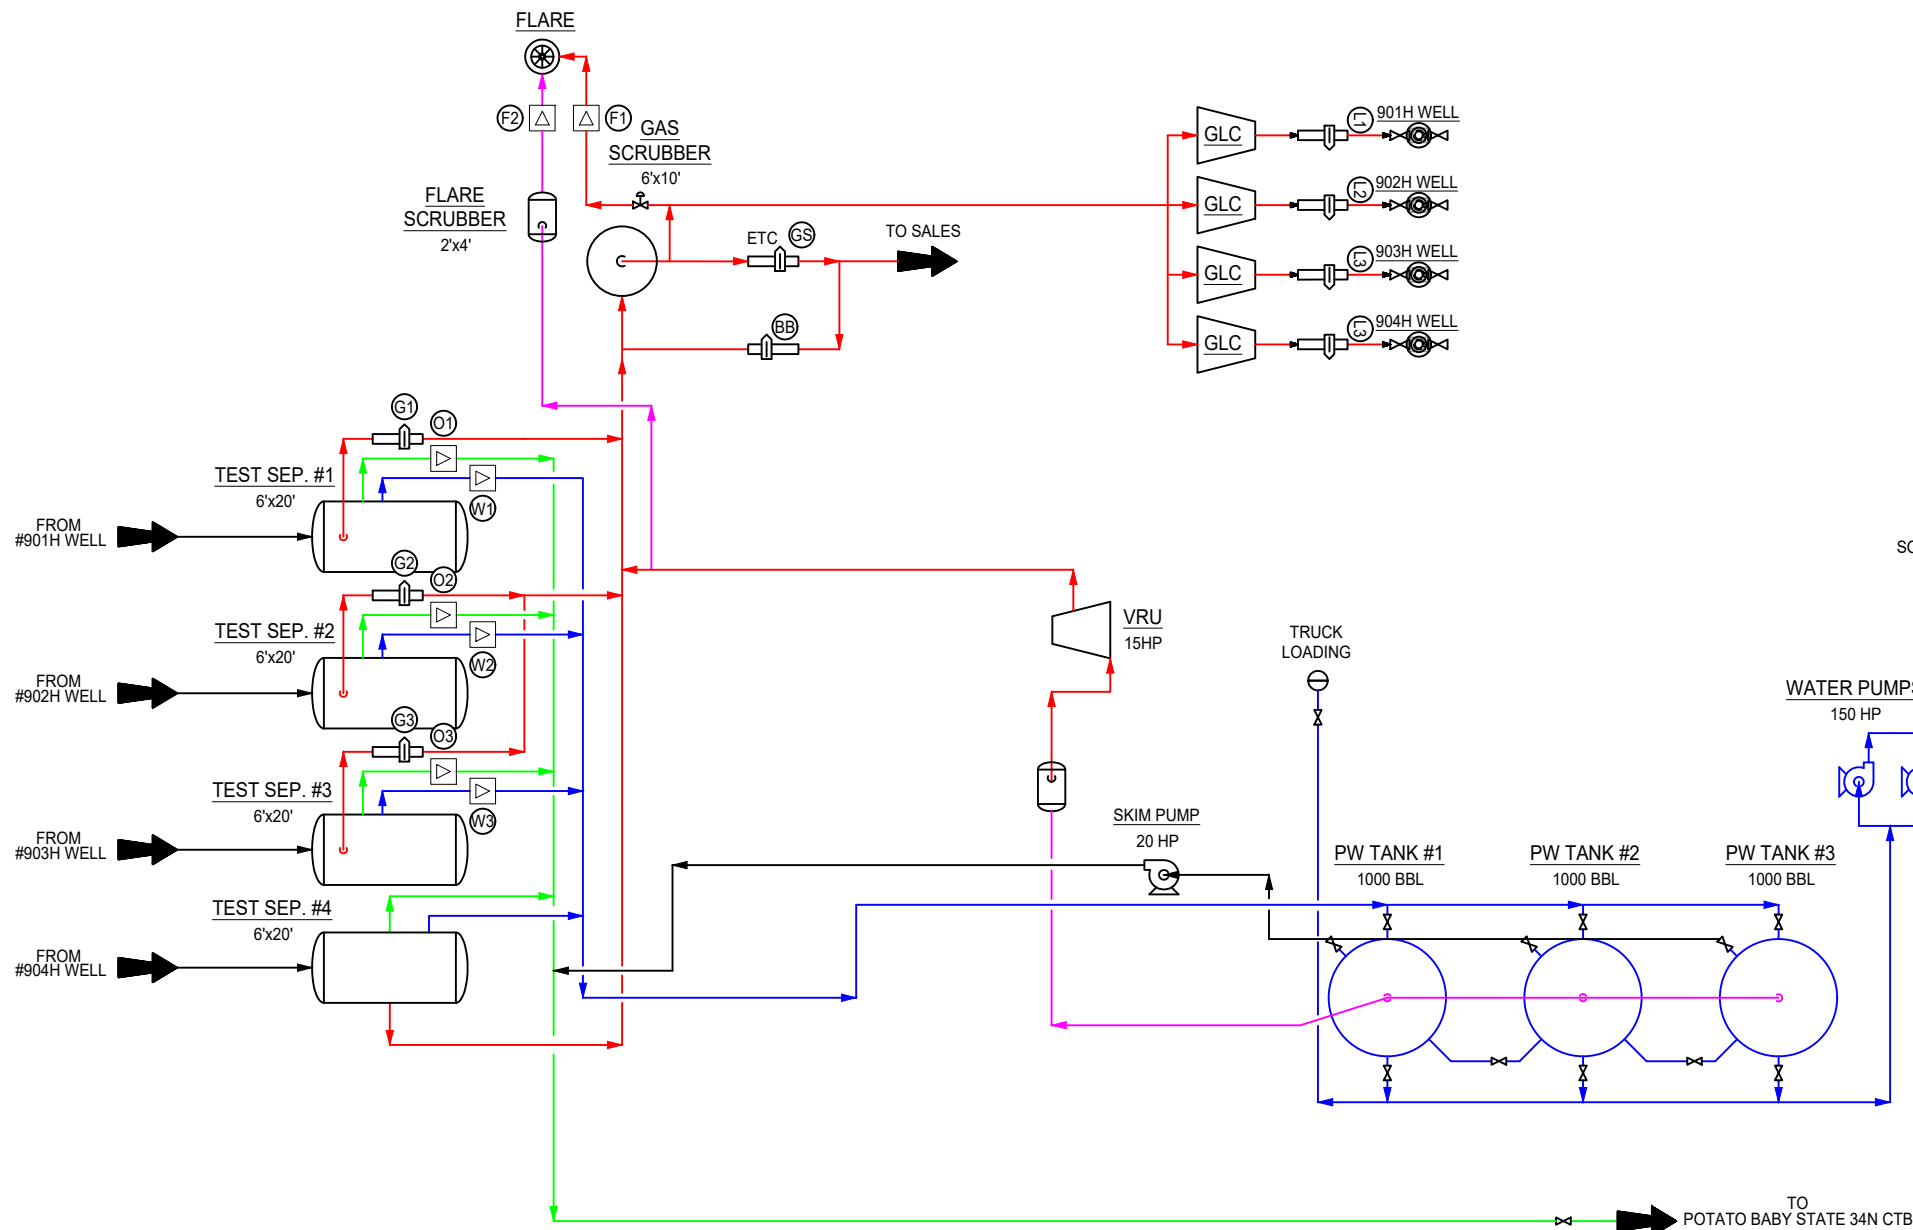 FLARE
F2
F1
GAS
SCRUBBER
6'x10'
FLARE
SCRUBBER
2'x4'
ETC
GS
TO SALES
BB
GLC
L1
901H WELL
GLC
L2
902H WELL
GLC
L3
903H WELL
GLC
L3
904H WELL
G1
O1
TEST SEP. #1
6'x20'
W1
FROM
#901H WELL
G2
O2
TEST SEP. #2
6'x20'
W2
FROM
#902H WELL
G3
O3
TEST SEP. #3
6'x20'
W3
FROM
#903H WELL
TEST SEP. #4
6'x20'
FROM
#904H WELL
VRU
15HP
TRUCK
LOADING
SKIM PUMP
20 HP
WATER PUMPS
150 HP
PW TANK #1
1000 BBL
PW TANK #2
1000 BBL
PW TANK #3
1000 BBL
TO
POTATO BABY STATE 34N CTB